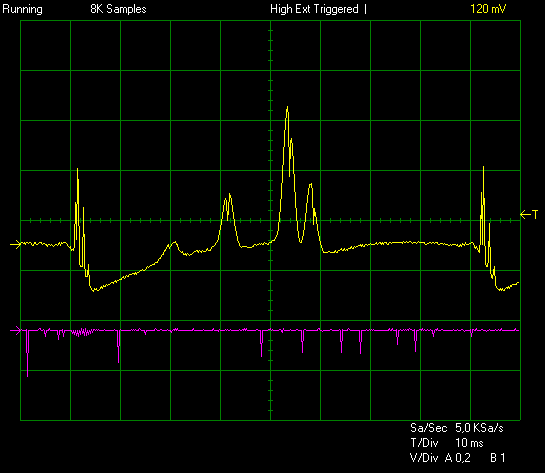 Running 8K Samples High Ext Triggered | 120 mV
T
Sa/Sec 5,0 KSa/s
T/Div 10 ms
V/Div A 0,2 B 1